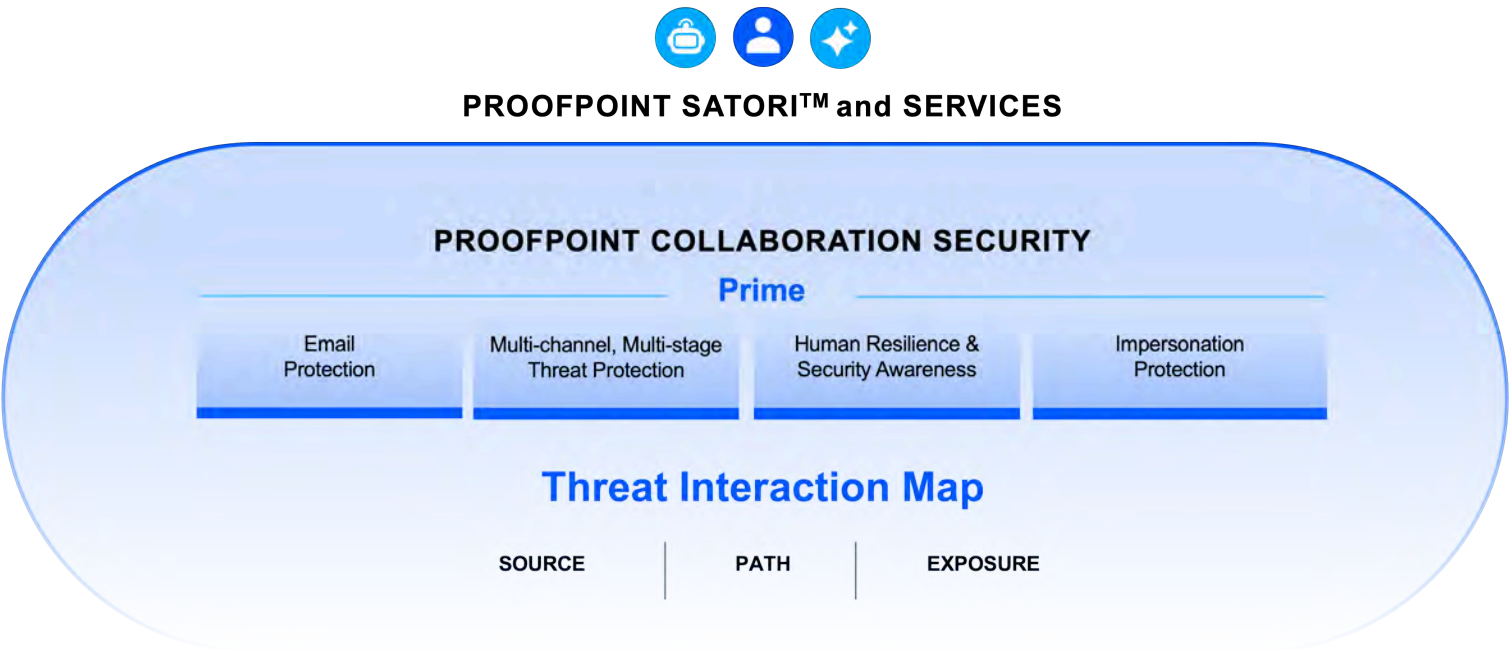 PROOFPOINT SATORI™ and SERVICES
PROOFPOINT COLLABORATION SECURITY
Prime
Email
Protection
Multi-channel, Multi-stage
Threat Protection
Human Resilience &
Security Awareness
Impersonation
Protection
Threat Interaction Map
SOURCE
PATH
EXPOSURE